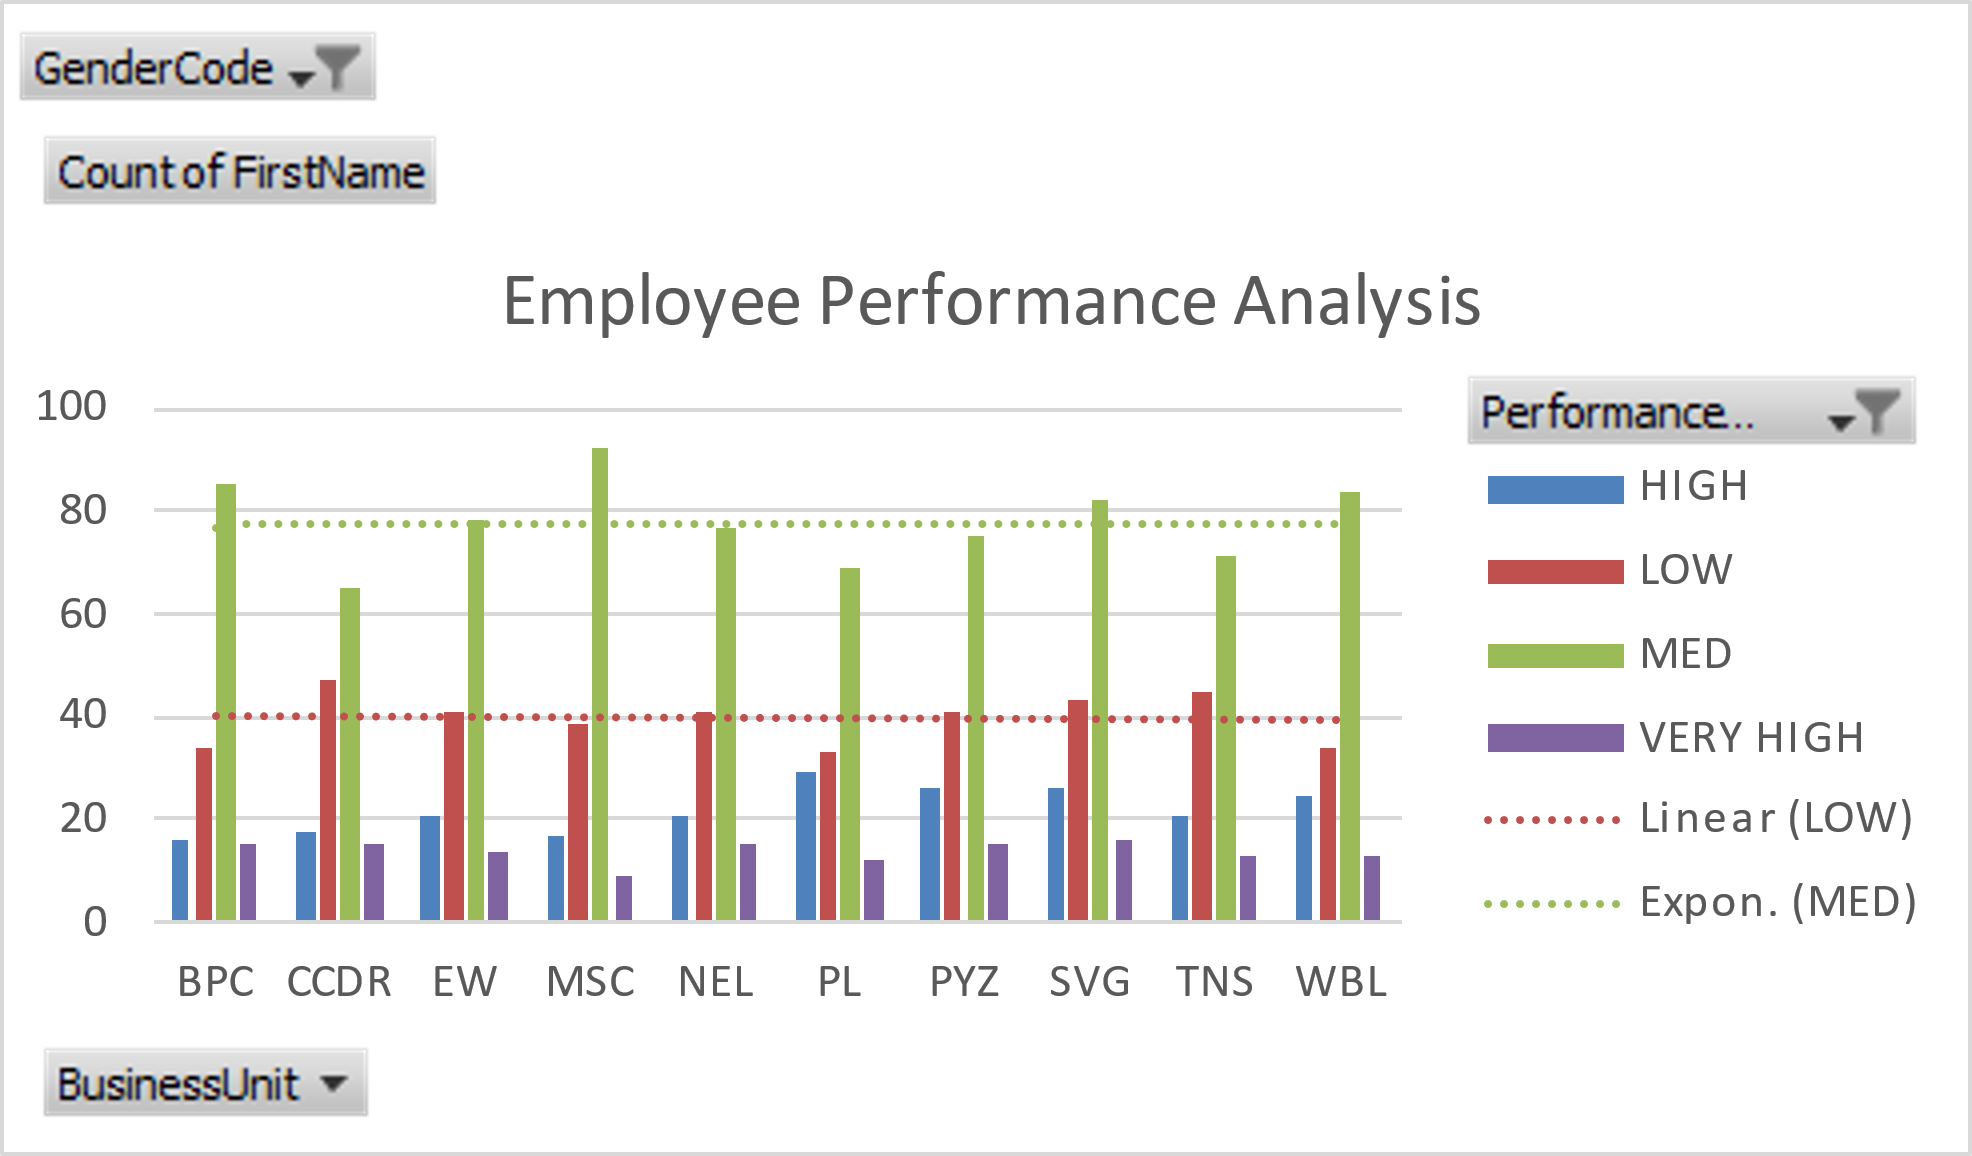 GenderCode
Count of FirstName
Employee Performance Analysis
100
80
60
40
20
0
BPC CCDR EW MSC NEL PL PYZ SVG TNS WBL
Performance...
HIGH
LOW
MED
VERY HIGH
Linear (LOW)
Expon. (MED)
BusinessUnit